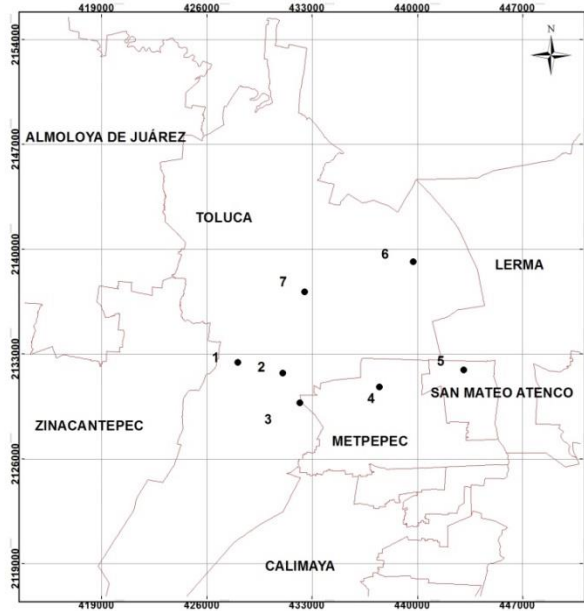 419000 426000 433000 440000 447000
2154000
N
ALMOLOYA DE JUÁREZ
2147000
TOLUCA
2140000
6
LERMA
7
2133000
1
2
5
3
4
SAN MATEO ATENCO
ZINACANTEPEC
METPEPEC
2126000
CALIMAYA
2119000
419000 426000 433000 440000 447000